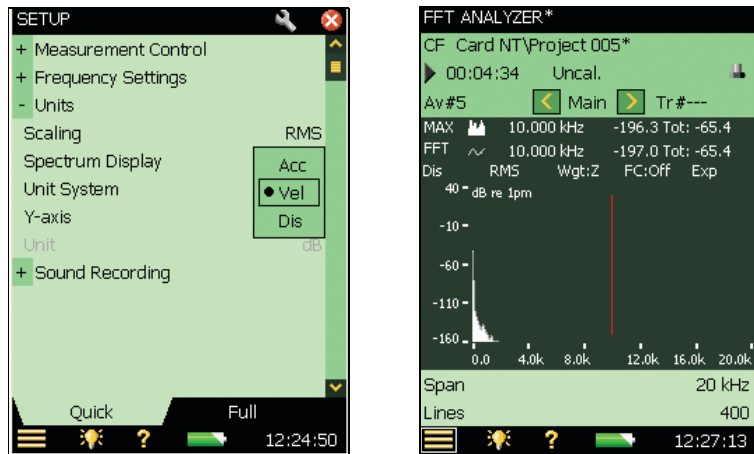 SETUP
+ Measurement Control
+ Frequency Settings
- Units
Scaling RMS
Spectrum Display Acc
Unit System Vel
Y-axis Dis
Unit dB
+ Sound Recording
Quick Full
? 12:24:50
FFT ANALYZER*
CF Card NT\Project 005*
00:04:34 Uncal.
Av#5 < Main > Tr#---
MAX 10.000 kHz -196.3 Tot: -65.4
FFT 10.000 kHz -197.0 Tot: -65.4
Dis RMS Wgt:Z FC:Off Exp
40 dB re 1pm
-10
-60
-110
-160
0.0 4.0k 8.0k 12.0k 16.0k 20.0k
Span 20 kHz
Lines 400
? 12:27:13